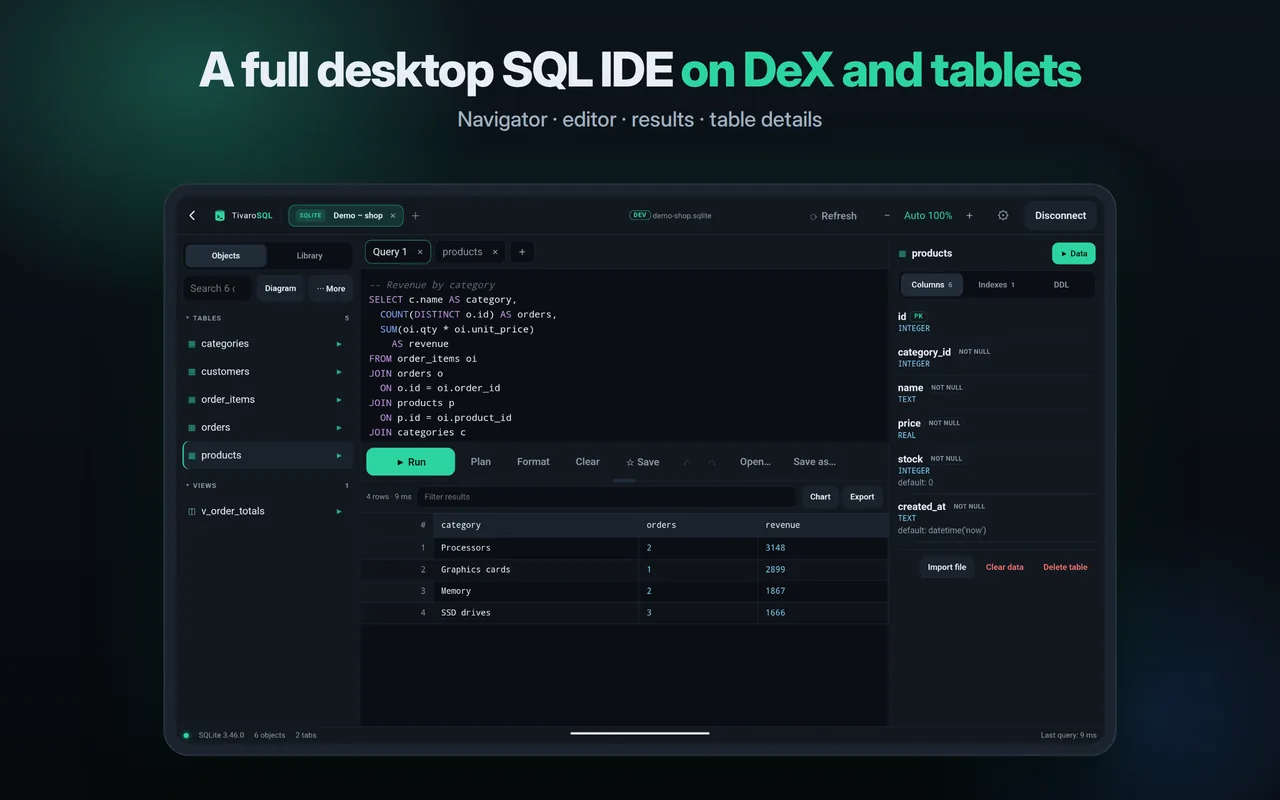 A full desktop SQL IDE on DeX and tablets
Navigator · editor · results · table details
TivaroSQL
SQLITE Demo – shop ×
+
DEV demo-shop.sqlite
Refresh
− Auto 100% +
Disconnect
Objects Library
Search 6 Diagram ··· More
TABLES 5
categories
customers
order_items
orders
products
VIEWS 1
v_order_totals
Query 1 × products × +
-- Revenue by category
SELECT c.name AS category,
COUNT(DISTINCT o.id) AS orders,
SUM(oi.qty * oi.unit_price)
AS revenue
FROM order_items oi
JOIN orders o
ON o.id = oi.order_id
JOIN products p
ON p.id = oi.product_id
JOIN categories c
Run Plan Format Clear ☆ Save Open... Save as...
4 rows · 9 ms Filter results Chart Export
# category orders revenue
1 Processors 2 3148
2 Graphics cards 1 2899
3 Memory 2 1867
4 SSD drives 3 1666
products
Data
Columns 6 Indexes 1 DDL
id PK
INTEGER
category_id NOT NULL
INTEGER
name NOT NULL
TEXT
price NOT NULL
REAL
stock NOT NULL
INTEGER
default: 0
created_at NOT NULL
TEXT
default: datetime('now')
Import file Clear data Delete table
SQLite 3.46.0 6 objects 2 tabs
Last query: 9 ms